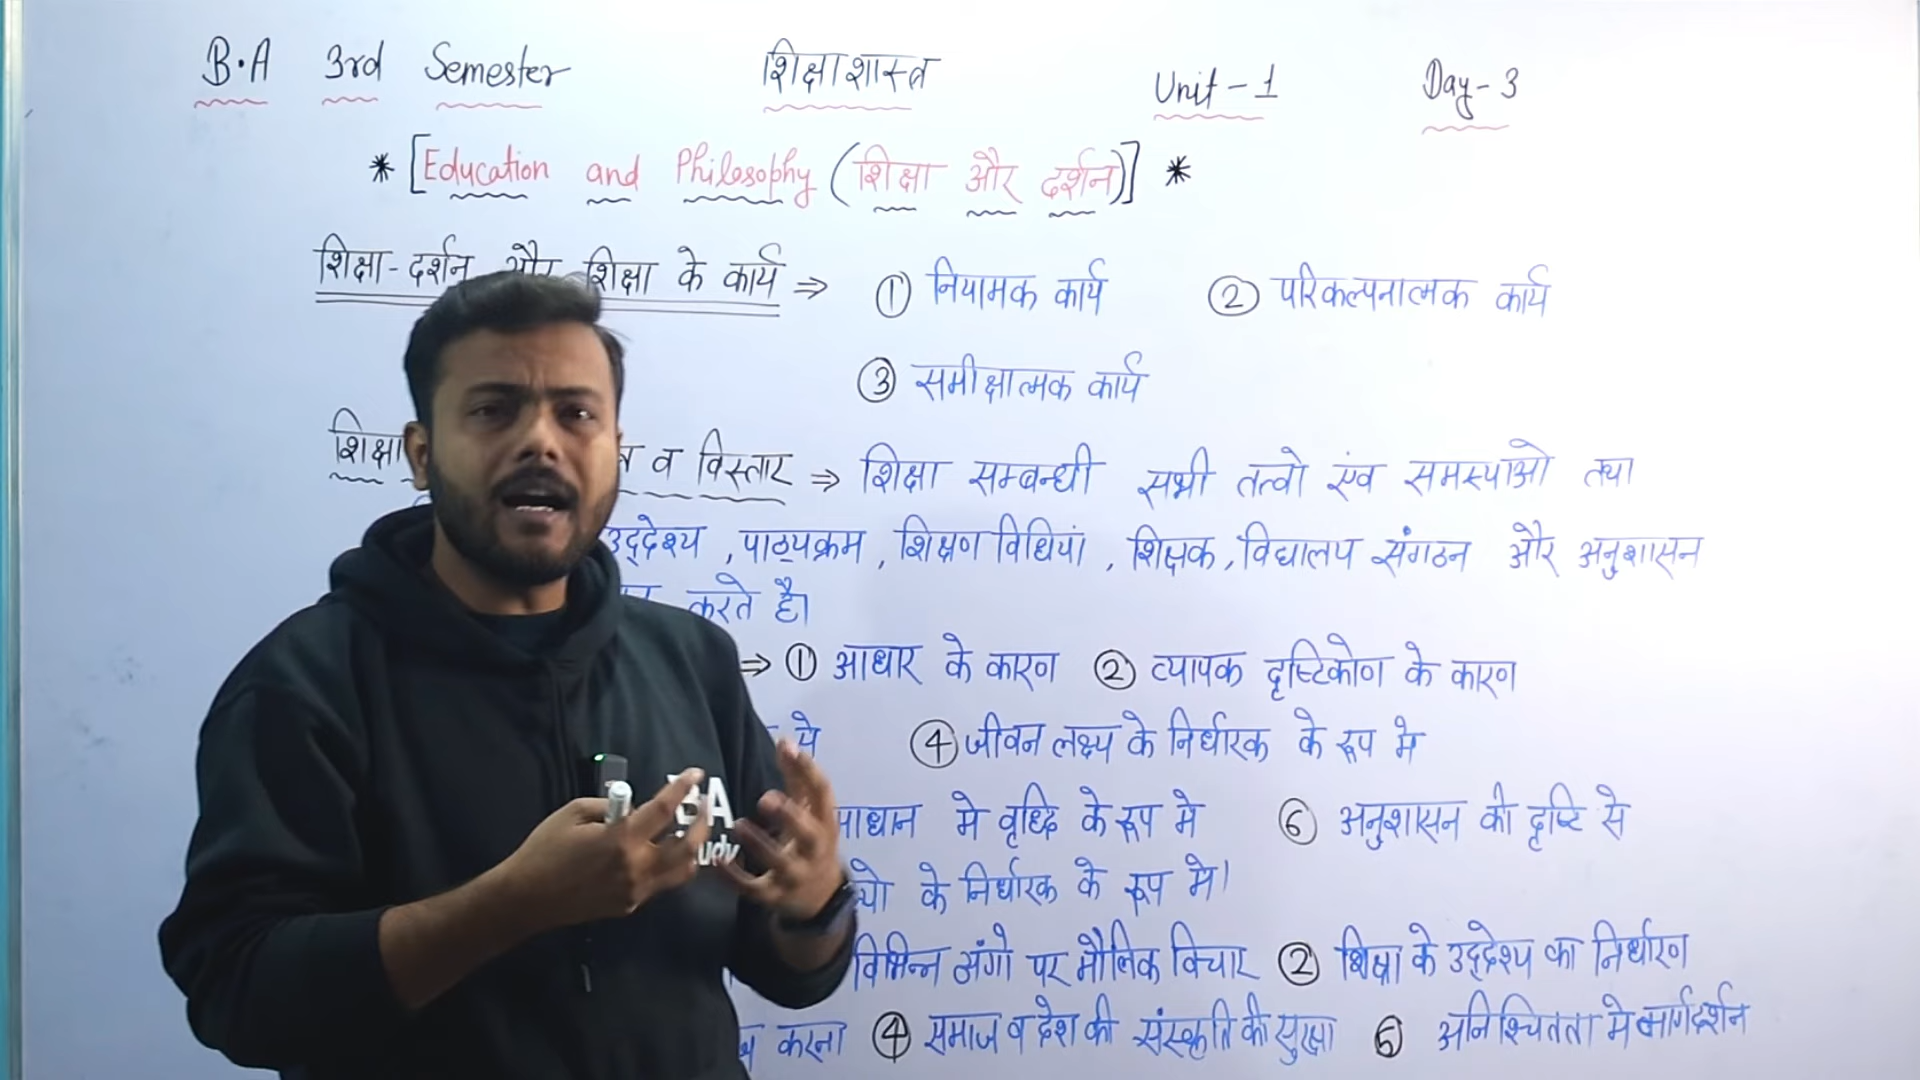 B.A 3rd Semester शिक्षाशास्त्र Unit - 1 Day - 3
* [Education and Philosophy (शिक्षा और दर्शन)] *
शिक्षा - दर्शन और शिक्षा के कार्य ⇒ ① नियामक कार्य ② परिकल्पनात्मक कार्य
③ समीक्षात्मक कार्य
शिक्षा व विस्तार ⇒ शिक्षा सम्बन्धी सभी तत्वो एंव समस्याओ तथा
उद्देश्य , पाठ्यक्रम , शिक्षण विधियां , शिक्षक , विद्यालय संगठन और अनुशासन
करते है।
⇒ ① आधार के कारण ② व्यापक दृष्टिकोण के कारण
मे ④ जीवन लक्ष्य के निर्धारक के रूप मे
मे वृध्दि के रूप मे ⑥ अनुशासन की दृष्टि से
के निर्धारक के रूप मे।
विभिन्न अंगो पर मौलिक विचार ② शिक्षा के उद्देश्य का निर्धारण
करना ④ समाज व देश की संस्कृति की सुरक्षा ⑤ अनिश्चितता मे मार्गदर्शन
BA